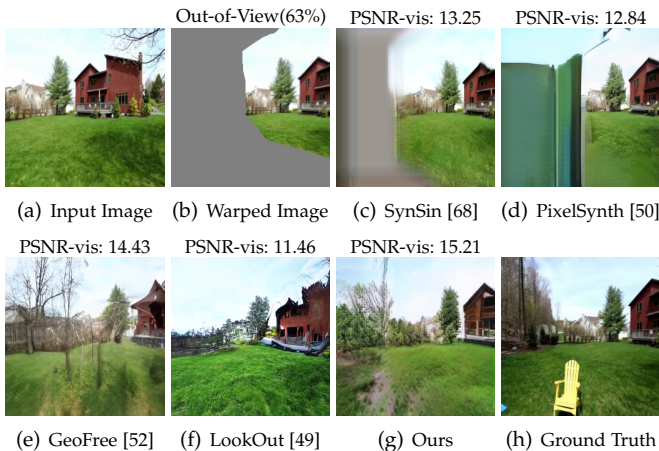 Out-of-View(63%) PSNR-vis: 13.25 PSNR-vis: 12.84
(a) Input Image (b) Warped Image (c) SynSin [68] (d) PixelSynth [50]
PSNR-vis: 14.43 PSNR-vis: 11.46 PSNR-vis: 15.21
(e) GeoFree [52] (f) LookOut [49] (g) Ours (h) Ground Truth